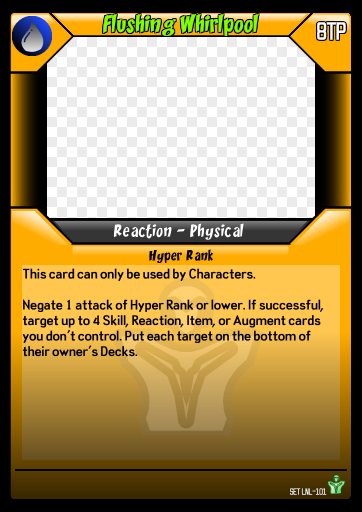 Flushing Whirlpool
8TP
Reaction - Physical
Hyper Rank
This card can only be used by Characters.
Negate 1 attack of Hyper Rank or lower. If successful,
target up to 4 Skill, Reaction, Item, or Augment cards
you don't control. Put each target on the bottom of
their owner's Decks.
SET LNL-101